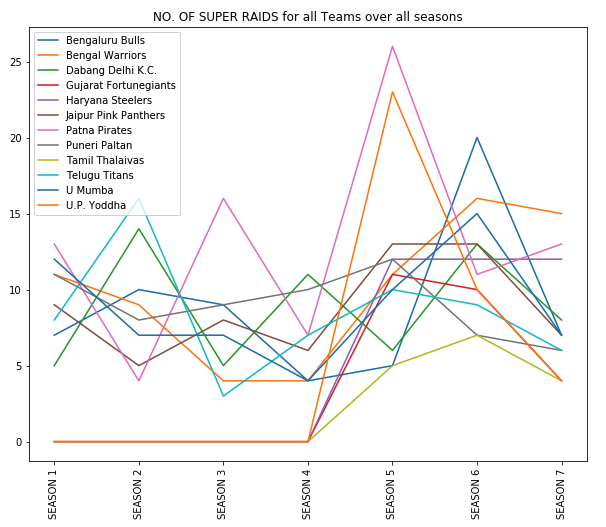 NO. OF SUPER RAIDS for all Teams over all seasons
Bengaluru Bulls
Bengal Warriors
Dabang Delhi K.C.
Gujarat Fortunegiants
Haryana Steelers
Jaipur Pink Panthers
Patna Pirates
Puneri Paltan
Tamil Thalaivas
Telugu Titans
U Mumba
U.P. Yoddha
25
20
15
10
5
0
SEASON 1
SEASON 2
SEASON 3
SEASON 4
SEASON 5
SEASON 6
SEASON 7